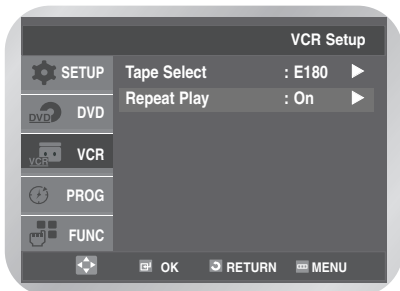 VCR Setup
SETUP
Tape Select : E180
Repeat Play : On
DVD DVD
VCR VCR
PROG
FUNC
OK RETURN MENU